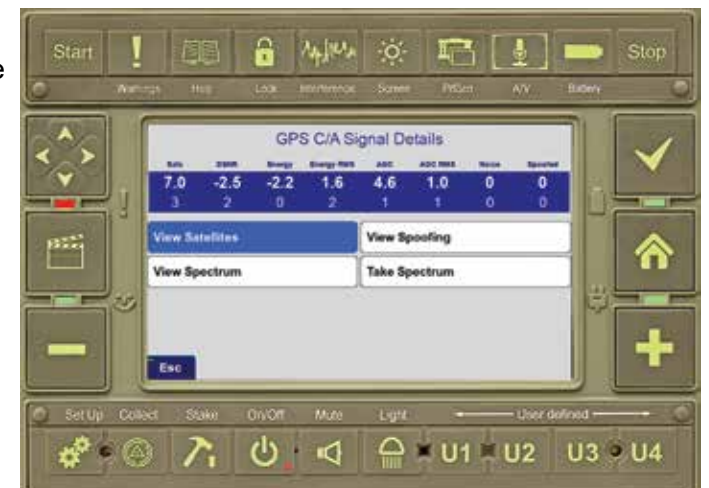 e
Start
Stop
Warnings Help Lock Interference Screen Prt/Scn A/V Battery
GPS C/A Signal Details
Sats DSNR Energy Energy RMS AGC AGC RMS Noise Spoofed
7.0 -2.5 -2.2 1.6 4.6 1.0 0 0
3 2 0 2 1 1 0 0
View Satellites View Spoofing
View Spectrum Take Spectrum
Esc
Set Up Collect Stake On/Off Mute Light User defined
U1 U2 U3 U4